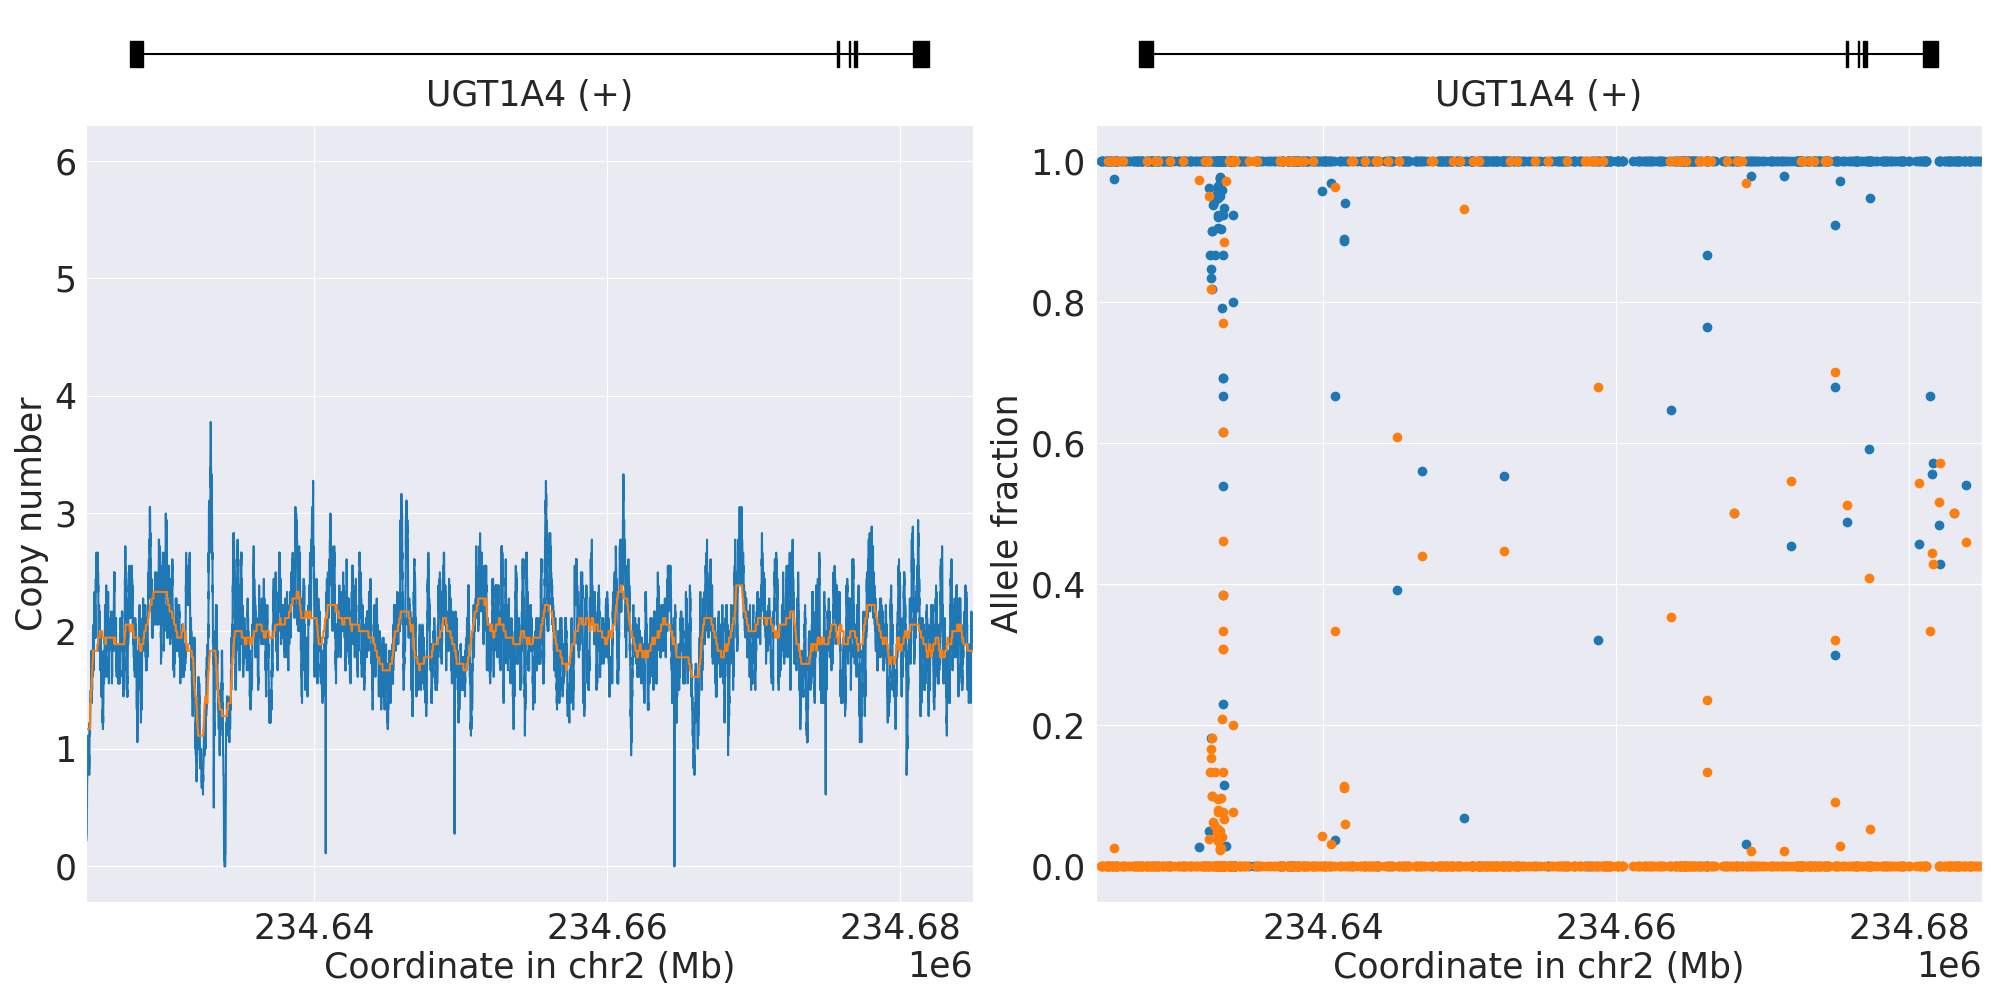 UGT1A4 (+)
6
5
4
3
2
1
0
Copy number
234.64
234.66
234.68
Coordinate in chr2 (Mb)
1e6
UGT1A4 (+)
1.0
0.8
0.6
0.4
0.2
0.0
Allele fraction
234.64
234.66
234.68
Coordinate in chr2 (Mb)
1e6